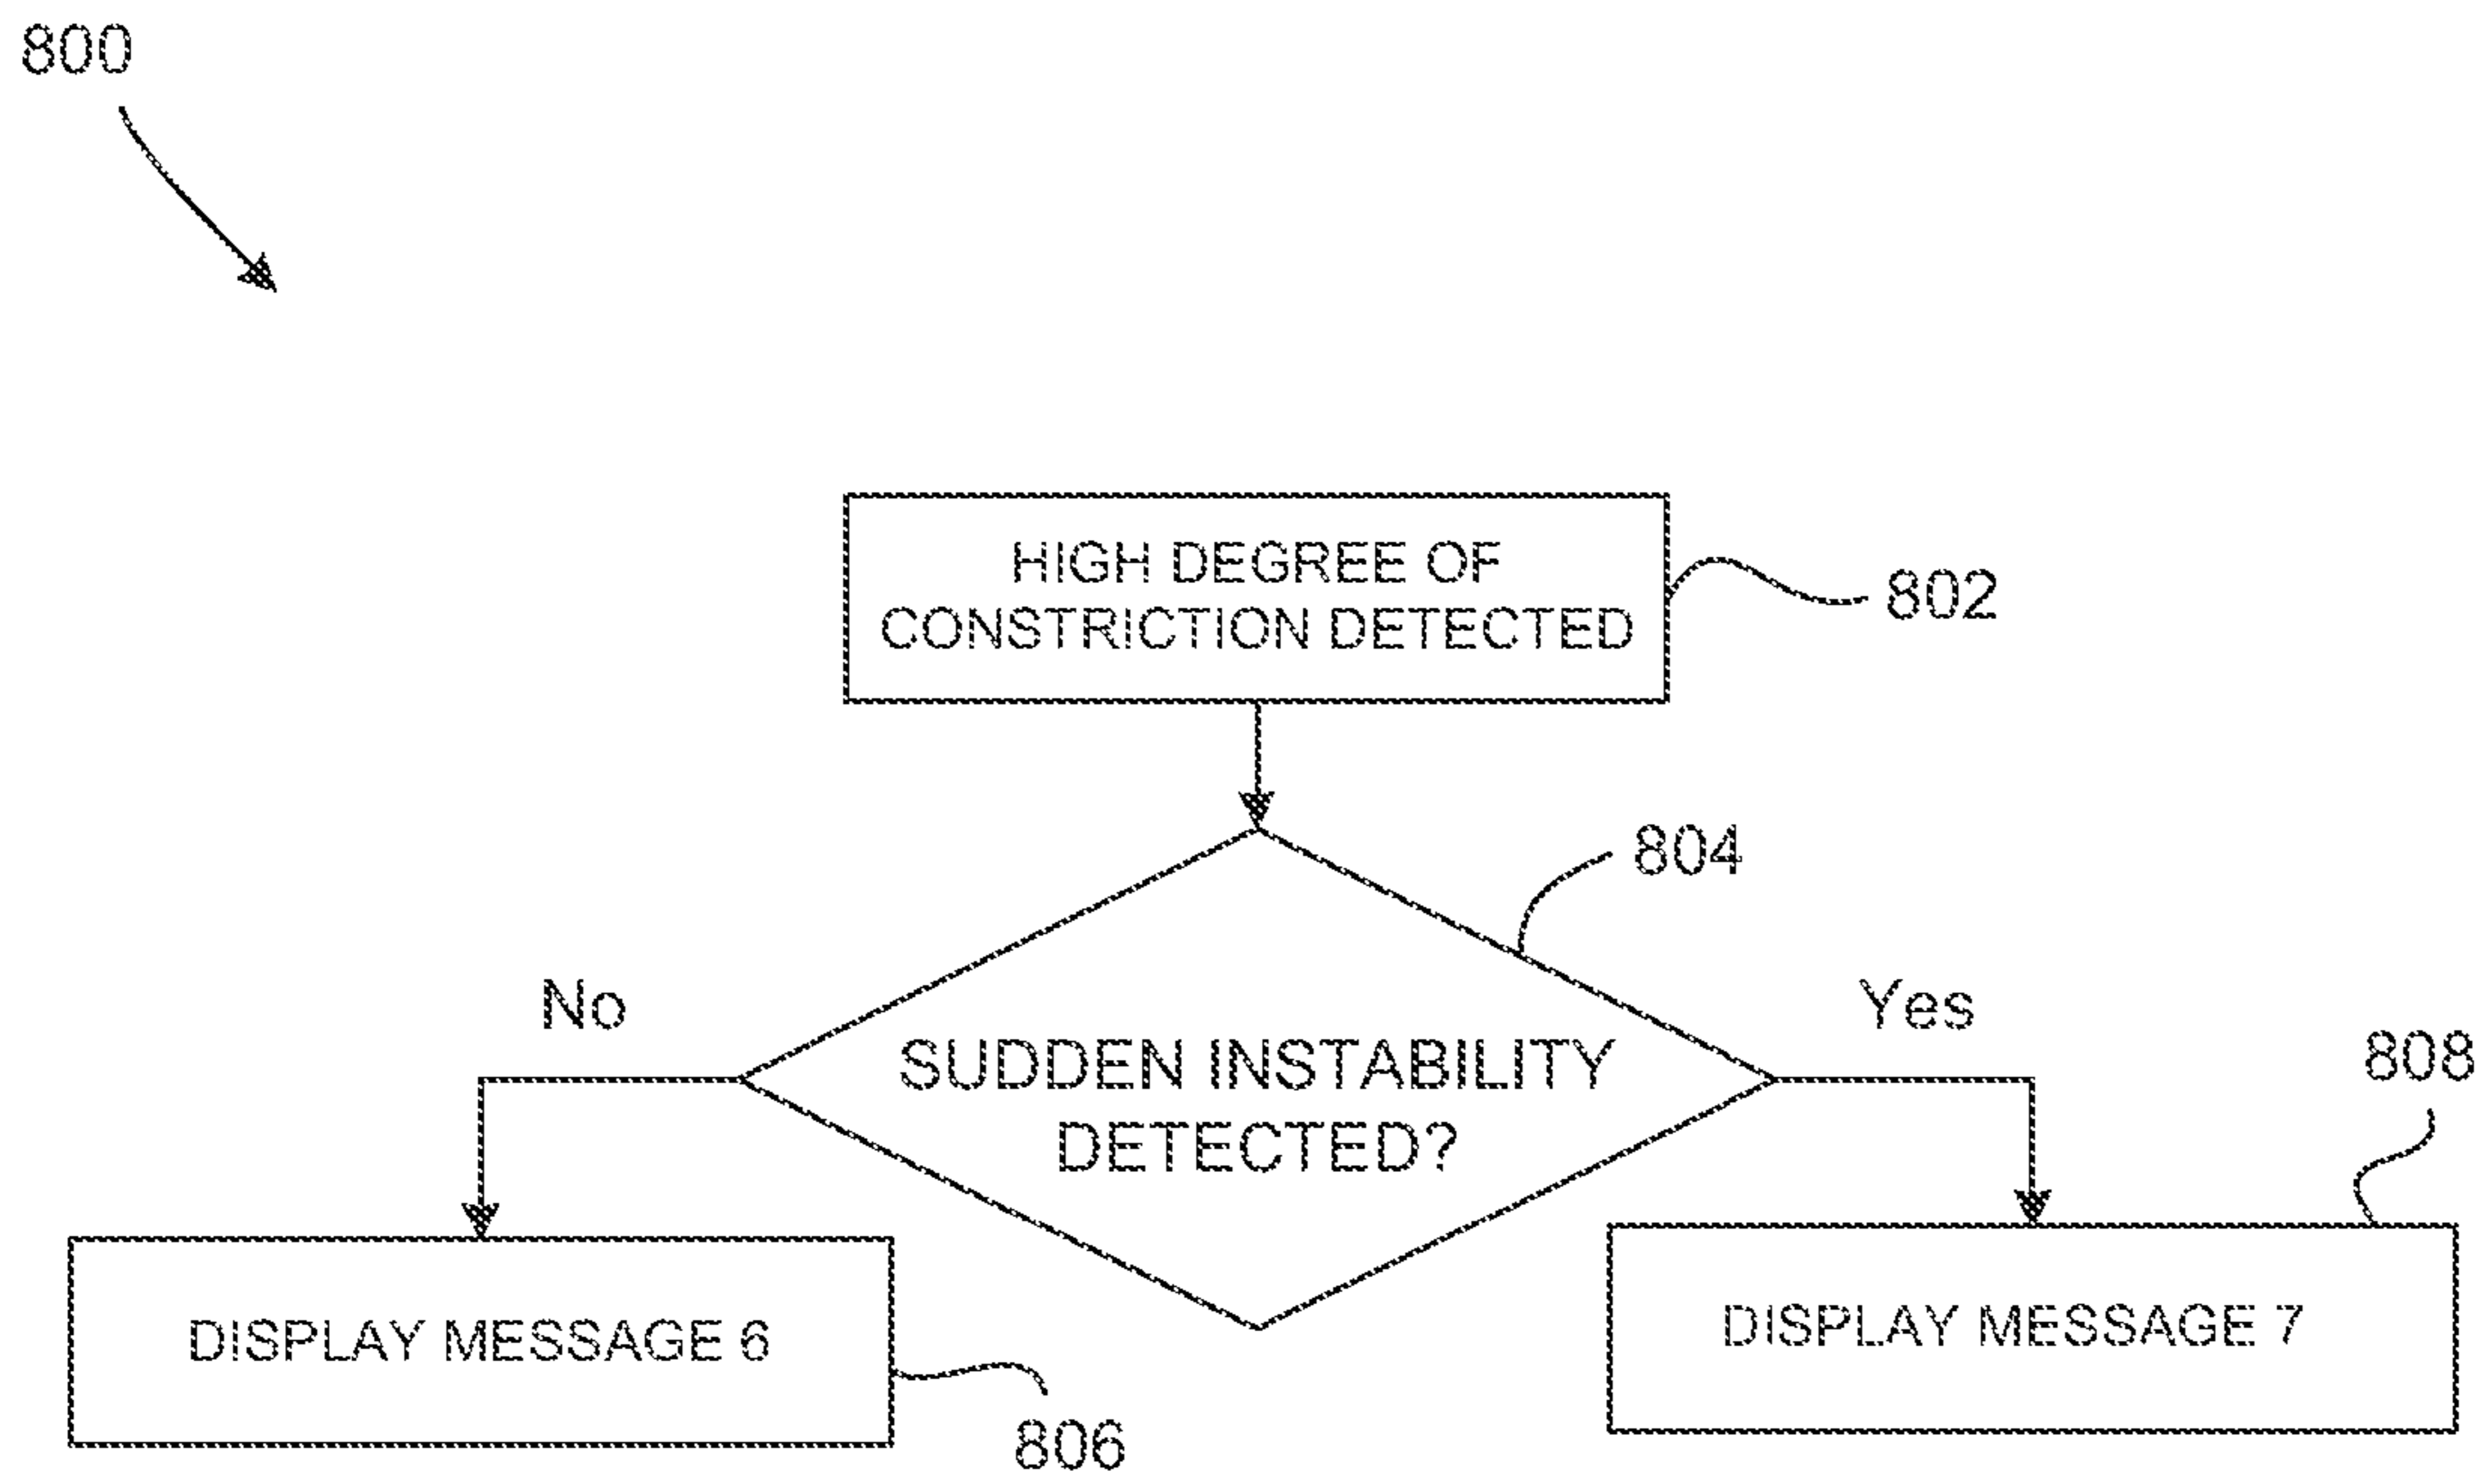 800
HIGH DEGREE OF
CONSTRICTION DETECTED
802
804
No
Yes
SUDDEN INSTABILITY
DETECTED?
808
DISPLAY MESSAGE 6
DISPLAY MESSAGE 7
806